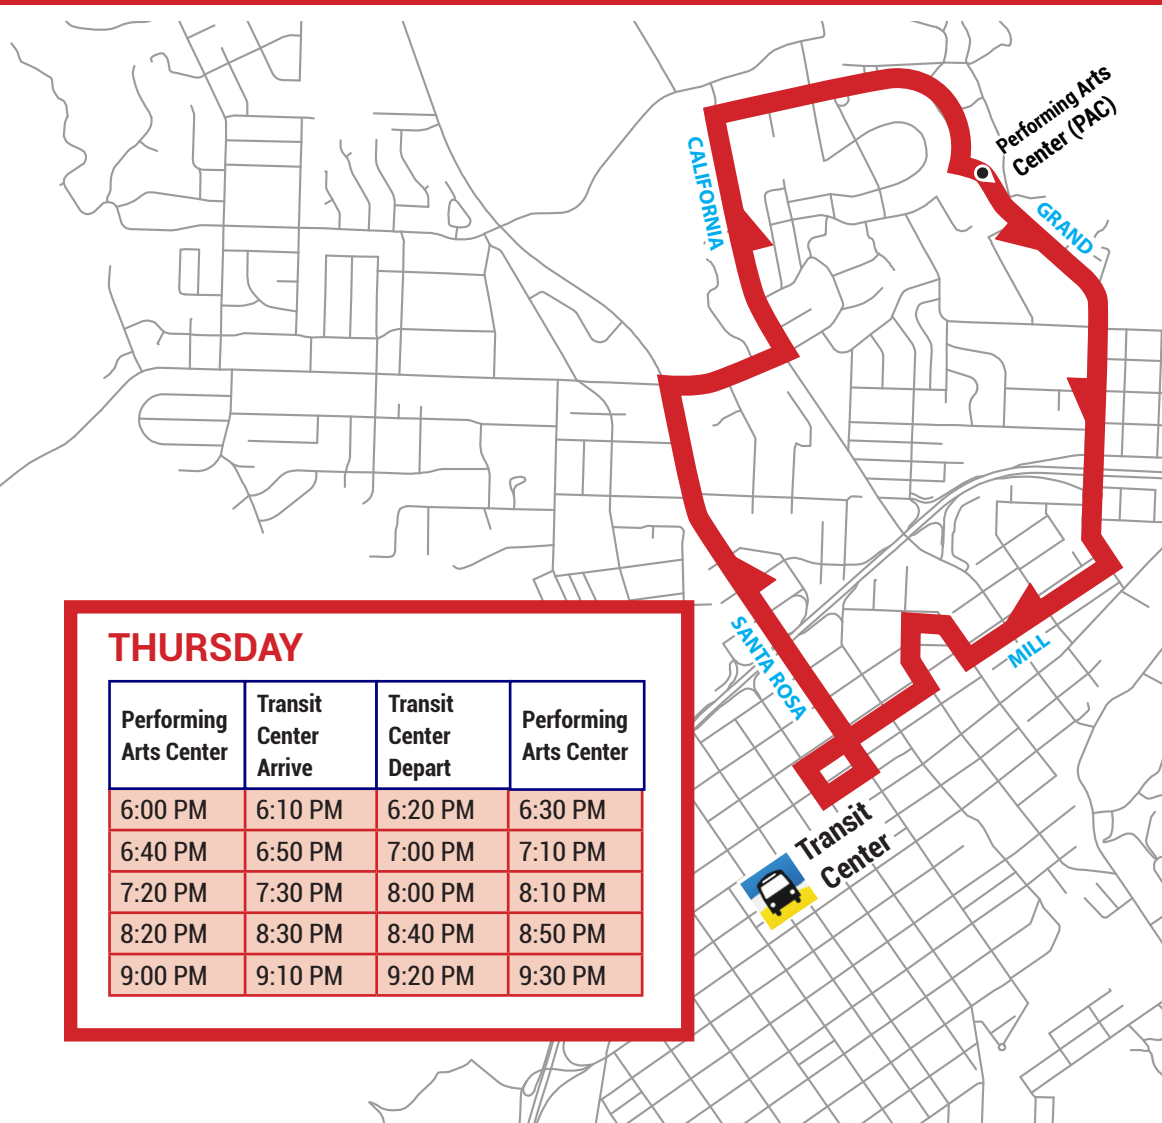 Performing Arts
Center (PAC)
CALIFORNIA
GRAND
SANTA ROSA
MILL
Transit
Center
THURSDAY
Performing
Arts Center
Transit
Center
Arrive
Transit
Center
Depart
Performing
Arts Center
6:00 PM 6:10 PM 6:20 PM 6:30 PM
6:40 PM 6:50 PM 7:00 PM 7:10 PM
7:20 PM 7:30 PM 8:00 PM 8:10 PM
8:20 PM 8:30 PM 8:40 PM 8:50 PM
9:00 PM 9:10 PM 9:20 PM 9:30 PM